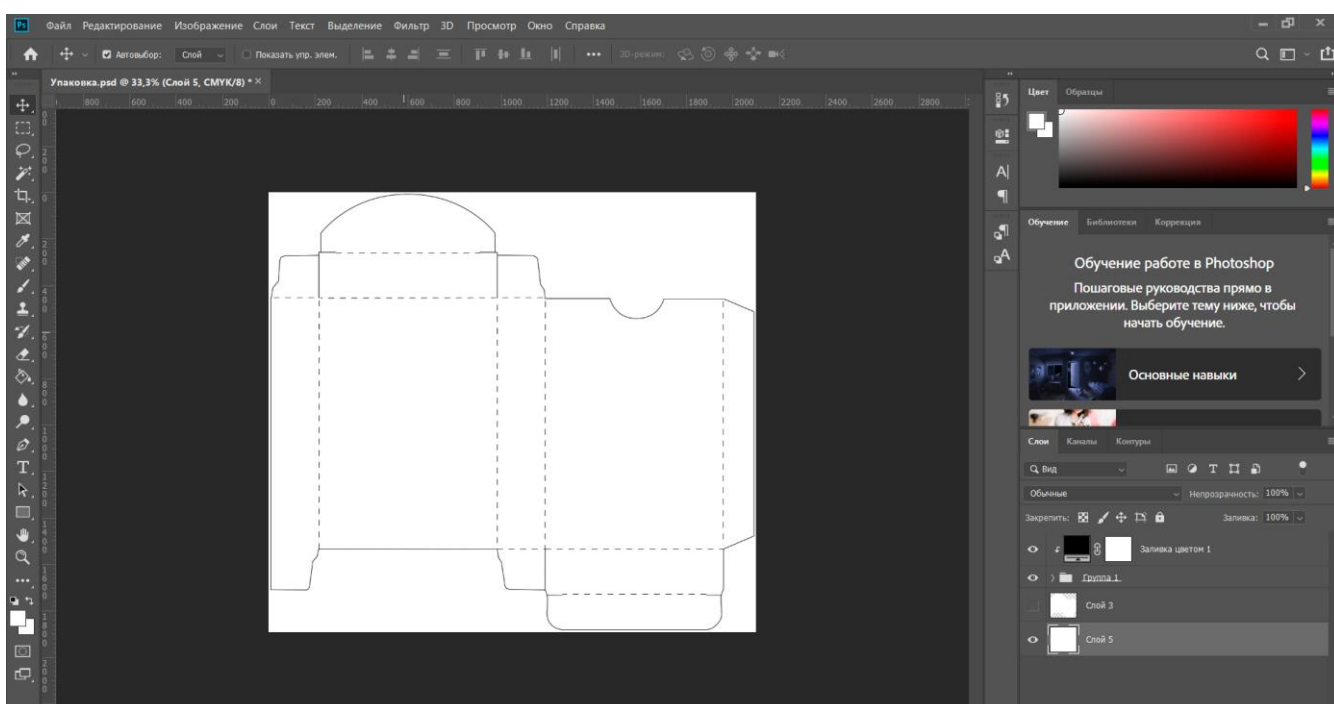 Ps Файл Редактирование Изображение Слои Текст Выделение Фильтр 3D Просмотр Окно Справка
Автовыбор: Слой Показать упр. элем. 3D-режим:
Упаковка.psd @ 33,3% (Слой 5, CMYK/8) * ×
800 600 400 200 0 200 400 600 800 1000 1200 1400 1600 1800 2000 2200 2400 2600 2800
Цвет Образцы
Обучение Библиотеки Коррекция
Обучение работе в Photoshop
Пошаговые руководства прямо в
приложении. Выберите тему ниже, чтобы
начать обучение.
Основные навыки
Слои Каналы Контуры
Вид
Обычные Непрозрачность: 100%
Закрепить: Заливка: 100%
Заливка цветом 1
Группа 1
Слой 3
Слой 5